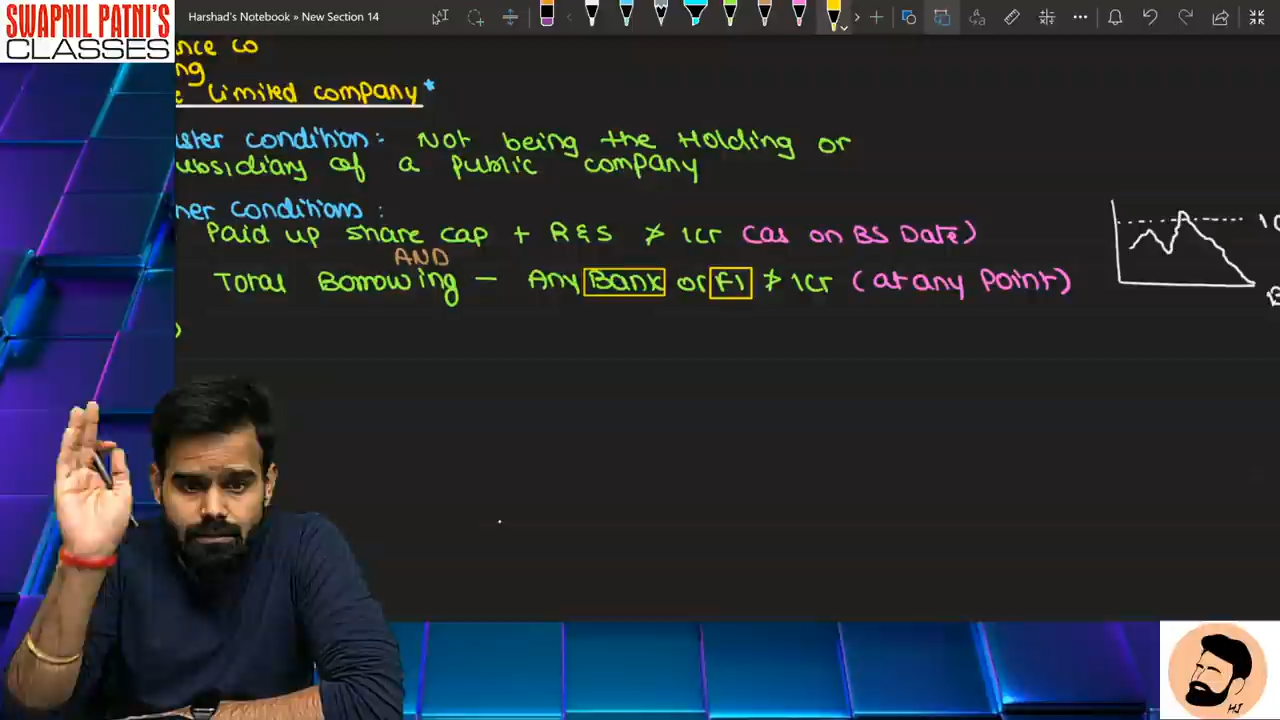 SWAPNIL PATNI'S
CLASSES
Harshad's Notebook » New Section 14
nce co
ng
e Limited company*
ster condition: Not being the Holding or
ubsidiary of a public company
her conditions:
Paid up share cap + R&S ≯ 1cr (as on BS Date)
AND
Total Borrowing - Any Bank or FI ≯ 1cr (at any Point)
1c
B
HJ